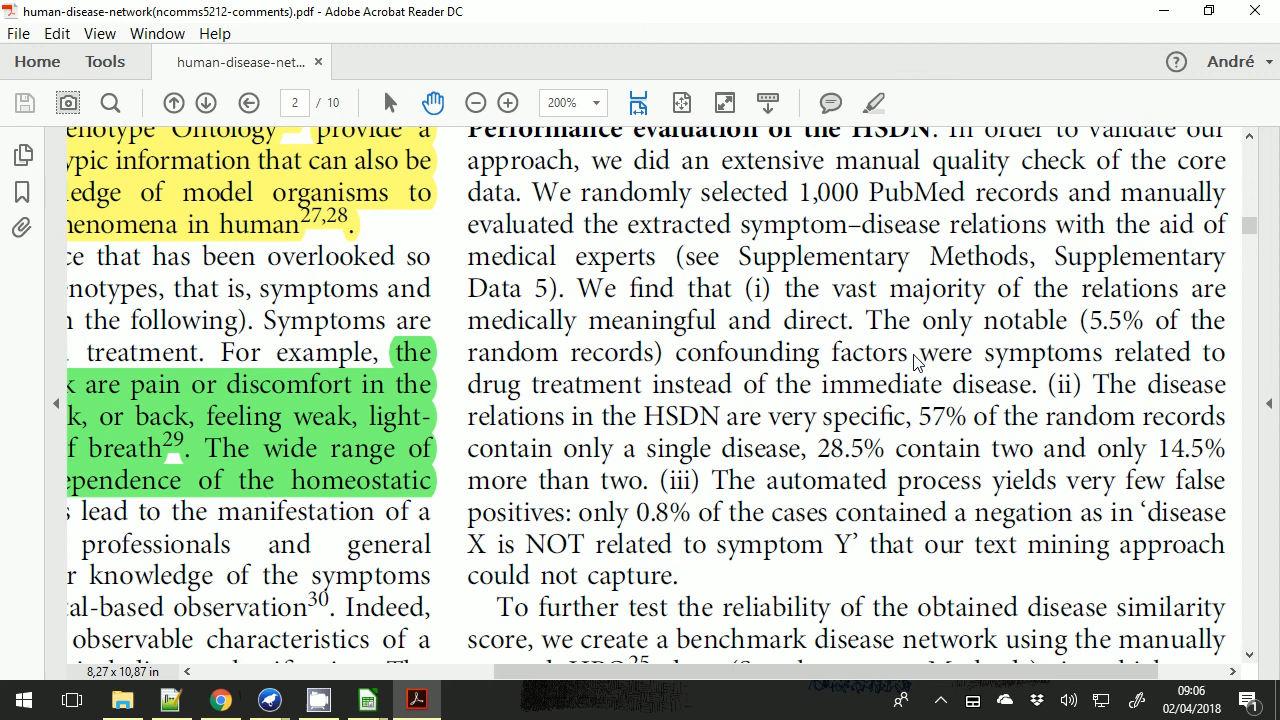 human-disease-network(ncomms5212-comments).pdf - Adobe Acrobat Reader DC
File Edit View Window Help
Home Tools human-disease-net... × ? André
2 / 10 200%
enotype Ontology provide a
ypic information that can also be
edge of model organisms to
henomena in human27,28.
ce that has been overlooked so
enotypes, that is, symptoms and
the following). Symptoms are
treatment. For example, the
k are pain or discomfort in the
k, or back, feeling weak, light-
f breath29. The wide range of
ependence of the homeostatic
s lead to the manifestation of a
professionals and general
r knowledge of the symptoms
tal-based observation30. Indeed,
observable characteristics of a
Performance evaluation of the HSDN. In order to validate our
approach, we did an extensive manual quality check of the core
data. We randomly selected 1,000 PubMed records and manually
evaluated the extracted symptom–disease relations with the aid of
medical experts (see Supplementary Methods, Supplementary
Data 5). We find that (i) the vast majority of the relations are
medically meaningful and direct. The only notable (5.5% of the
random records) confounding factors were symptoms related to
drug treatment instead of the immediate disease. (ii) The disease
relations in the HSDN are very specific, 57% of the random records
contain only a single disease, 28.5% contain two and only 14.5%
more than two. (iii) The automated process yields very few false
positives: only 0.8% of the cases contained a negation as in ‘disease
X is NOT related to symptom Y’ that our text mining approach
could not capture.
To further test the reliability of the obtained disease similarity
score, we create a benchmark disease network using the manually
8,27 x 10,87 in
09:06
02/04/2018
1